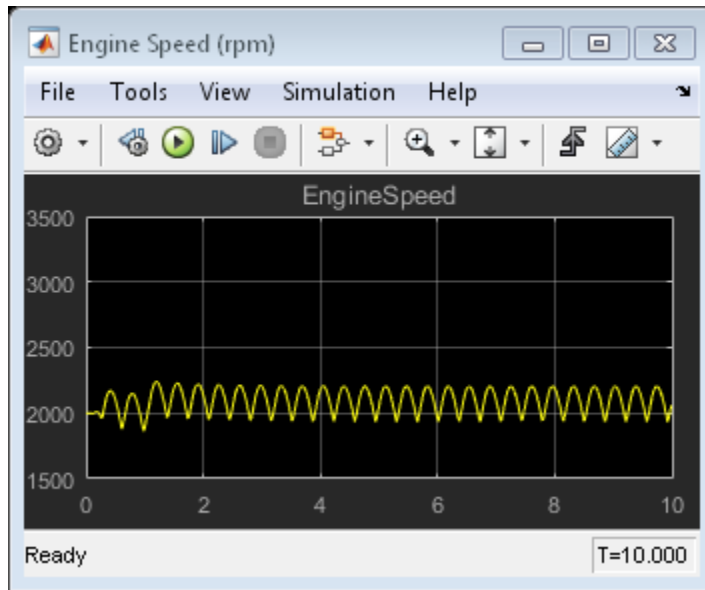 Engine Speed (rpm)
File Tools View Simulation Help
EngineSpeed
3500
3000
2500
2000
1500
0 2 4 6 8 10
Ready T=10.000